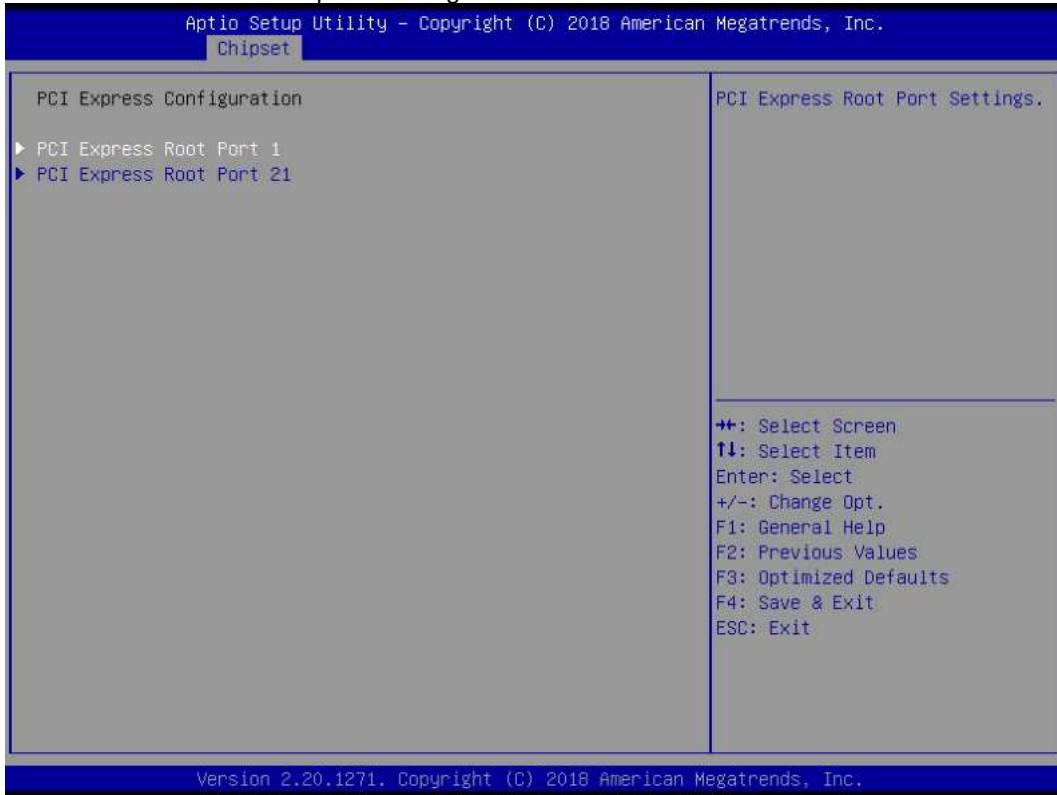 Aptio Setup Utility – Copyright (C) 2018 American Megatrends, Inc.
Chipset
PCI Express Configuration
► PCI Express Root Port 1
► PCI Express Root Port 21
PCI Express Root Port Settings.
→←: Select Screen
↑↓: Select Item
Enter: Select
+/-: Change Opt.
F1: General Help
F2: Previous Values
F3: Optimized Defaults
F4: Save & Exit
ESC: Exit
Version 2.20.1271. Copyright (C) 2018 American Megatrends, Inc.